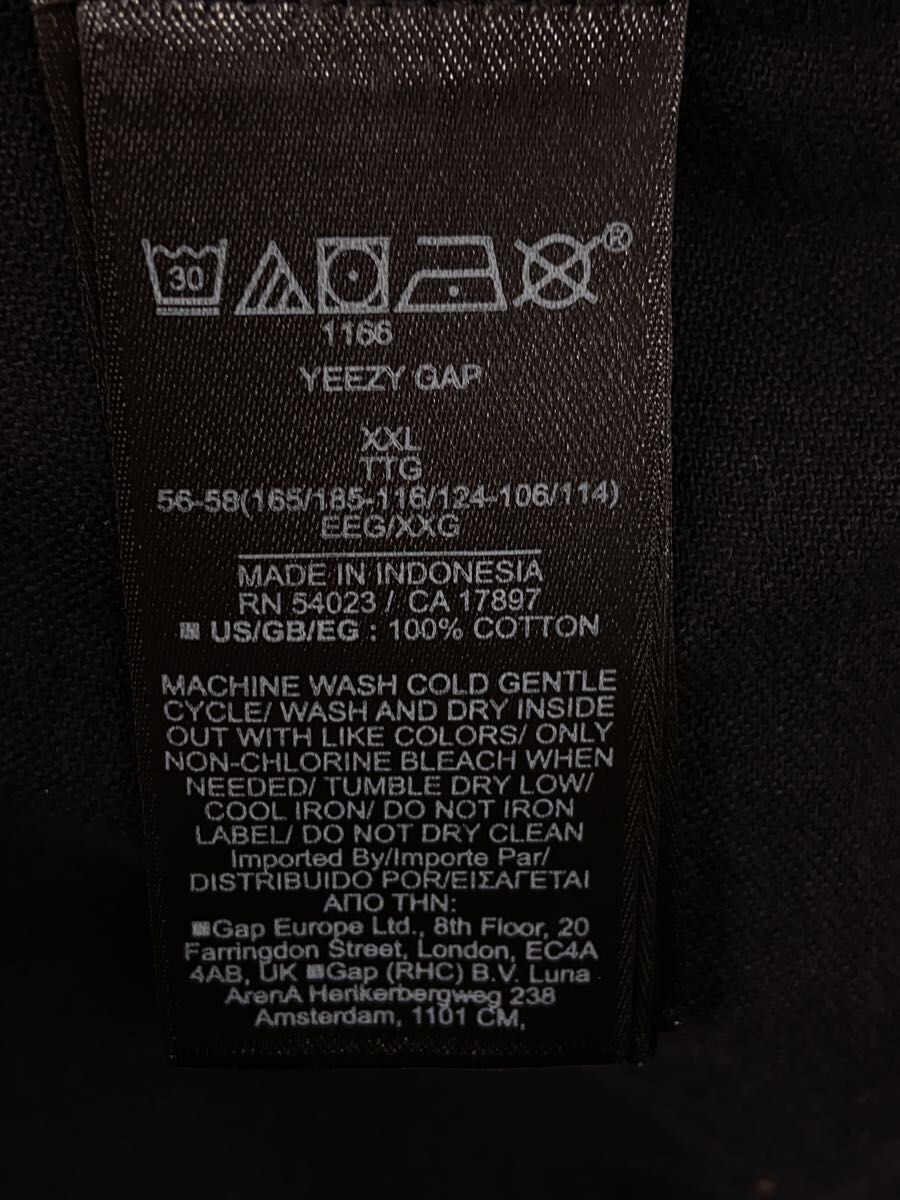 30
®
1166
YEEZY GAP
XXL
TTG
56-58(165/185-116/124-106/114)
EEG/XXG
MADE IN INDONESIA
RN 54023 / CA 17897
US/GB/EG : 100% COTTON
MACHINE WASH COLD GENTLE
CYCLE/ WASH AND DRY INSIDE
OUT WITH LIKE COLORS/ ONLY
NON-CHLORINE BLEACH WHEN
NEEDED/ TUMBLE DRY LOW/
COOL IRON/ DO NOT IRON
LABEL/ DO NOT DRY CLEAN
Imported By/Importe Par/
DISTRIBUIDO POR/ΕΙΣΑΓΕΤΑΙ
ΑΠΟ ΤΗΝ:
Gap Europe Ltd., 8th Floor, 20
Farringdon Street, London, EC4A
4AB, UK Gap (RHC) B.V. Luna
ArenA Herikerbergweg 238
Amsterdam, 1101 CM,